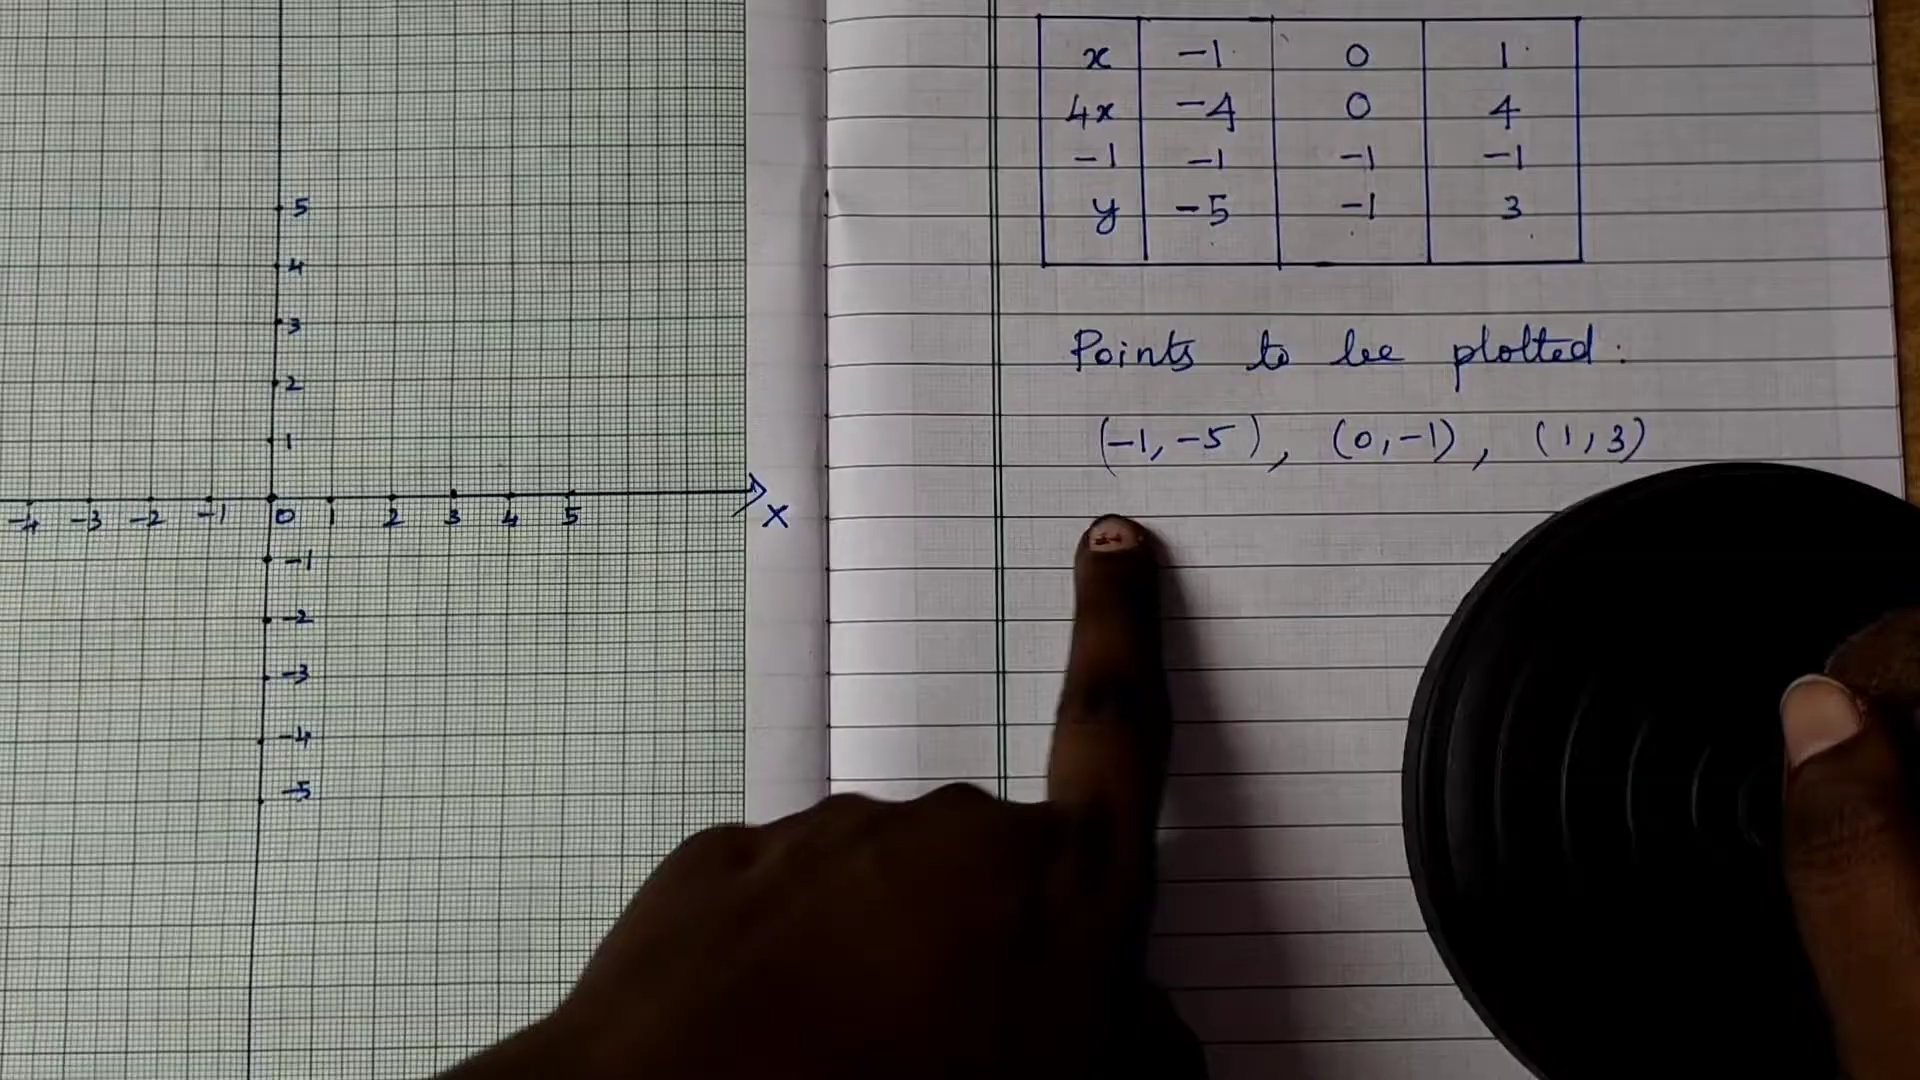 5
4
3
2
1
-4 -3 -2 -1 0 1 2 3 4 5 X
-1
-2
-3
-4
-5
x -1 0 1
4x -4 0 4
-1 -1 -1 -1
y -5 -1 3
Points to be plotted:
(-1, -5), (0, -1), (1, 3)